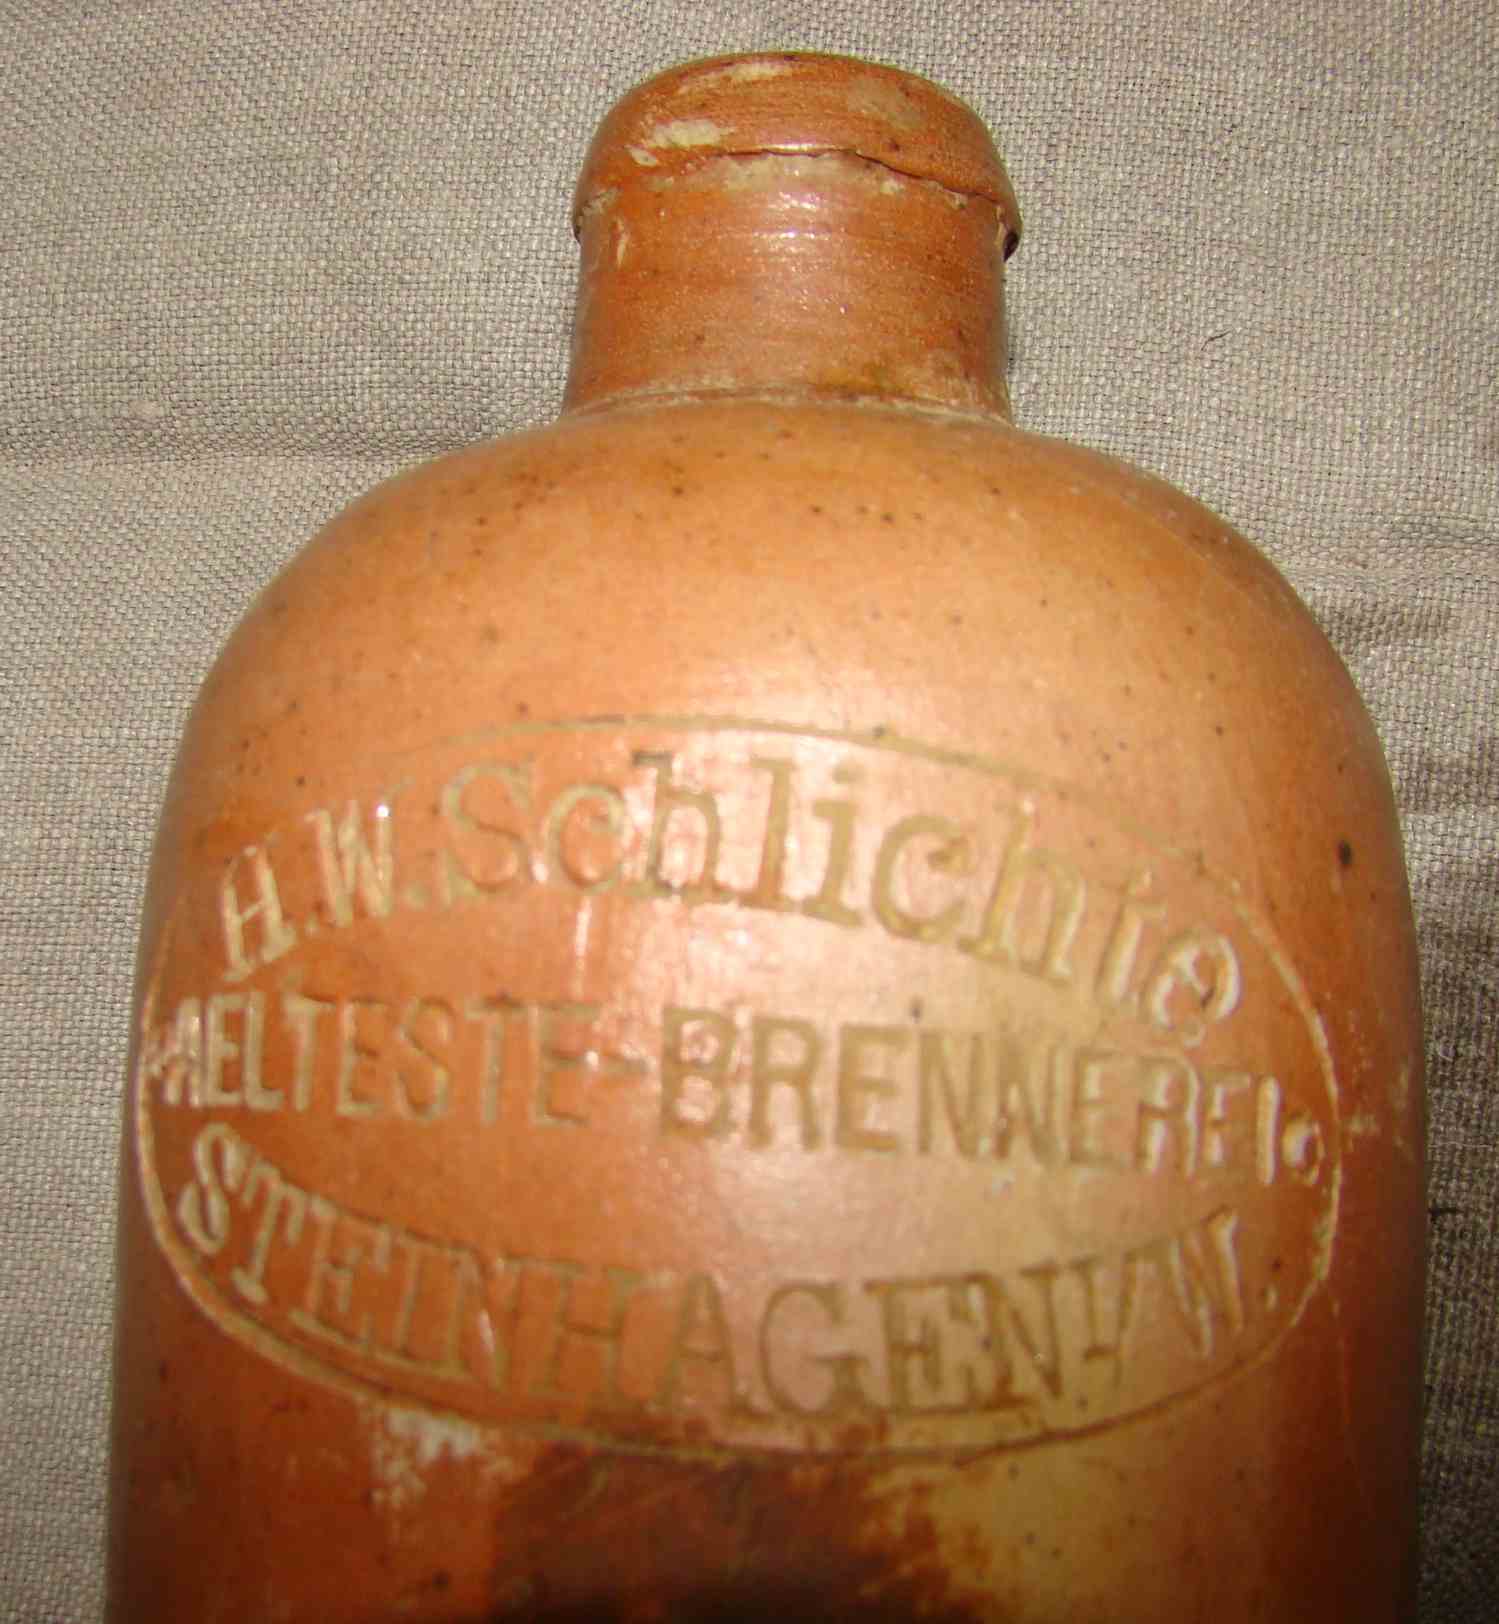 H.W. Schlichte
AELTESTE-BRENNEREI.
STEINHAGEN I/W.